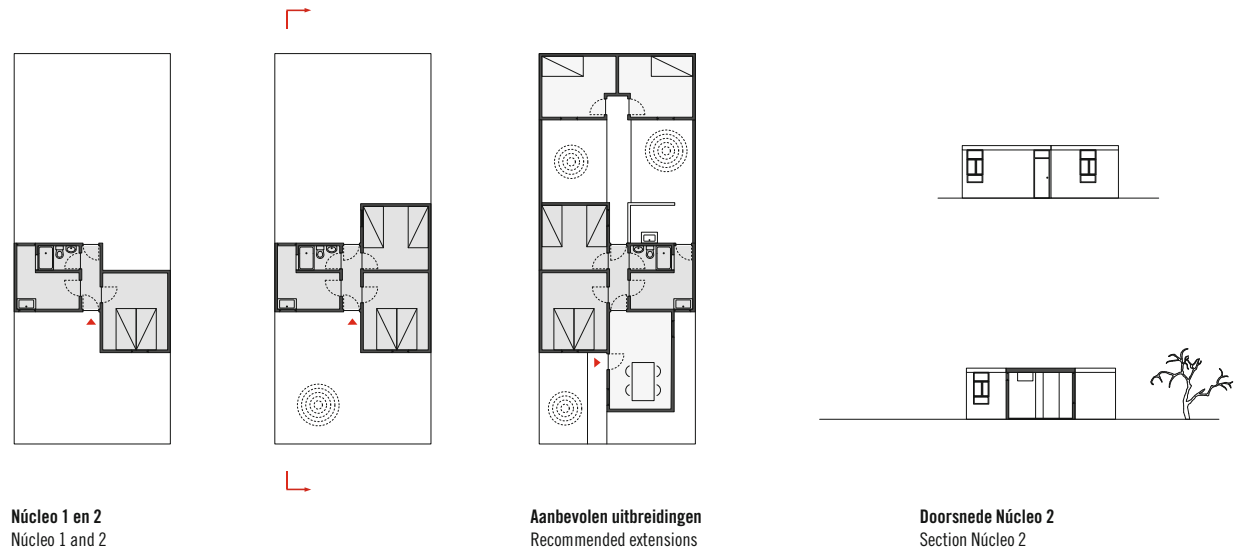 Núcleo 1 en 2
Núcleo 1 and 2
Aanbevolen uitbreidingen
Recommended extensions
Doorsnede Núcleo 2
Section Núcleo 2